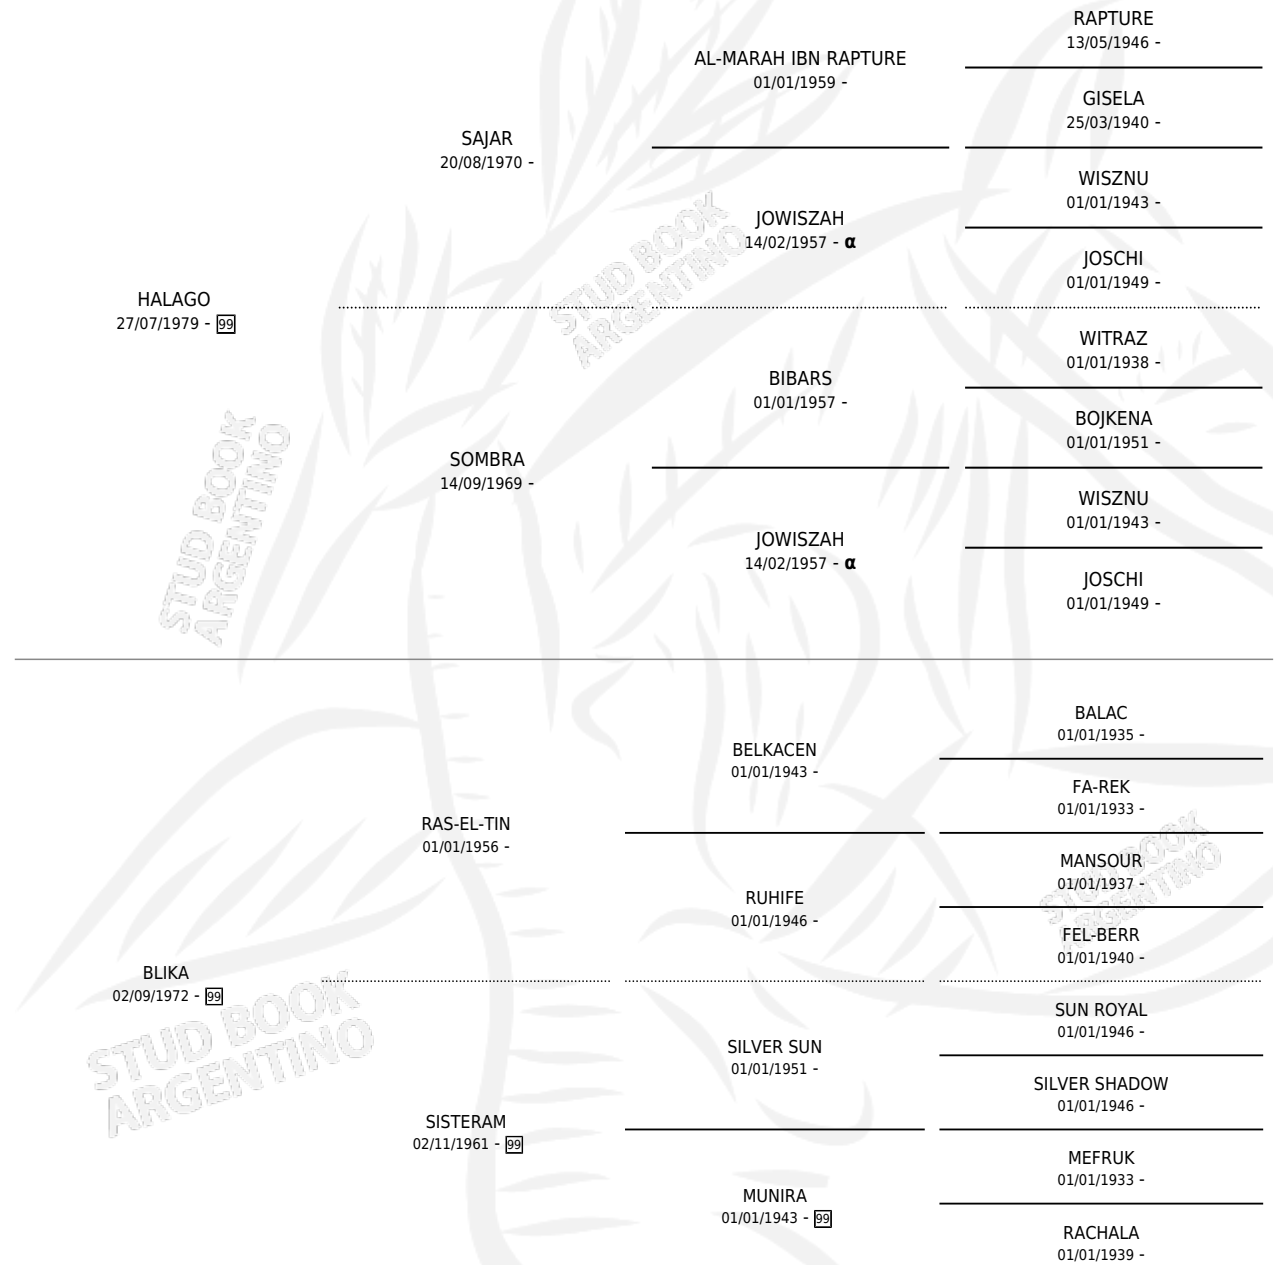 RAPTURE
13/05/1946 -
AL-MARAH IBN RAPTURE
01/01/1959 -
GISELA
25/03/1940 -
SAJAR
20/08/1970 -
WISZNU
01/01/1943 -
JOWISZAH
14/02/1957 - α
JOSCHI
01/01/1949 -
HALAGO
27/07/1979 - 99
WITRAZ
01/01/1938 -
BIBARS
01/01/1957 -
BOJKENA
01/01/1951 -
SOMBRA
14/09/1969 -
WISZNU
01/01/1943 -
JOWISZAH
14/02/1957 - α
JOSCHI
01/01/1949 -
BALAC
01/01/1935 -
BELKACEN
01/01/1943 -
FA-REK
01/01/1933 -
RAS-EL-TIN
01/01/1956 -
MANSOUR
01/01/1937 -
RUHIFE
01/01/1946 -
FEL-BERR
01/01/1940 -
BLIKA
02/09/1972 - 99
SUN ROYAL
01/01/1946 -
SILVER SUN
01/01/1951 -
SILVER SHADOW
01/01/1946 -
SISTERAM
02/11/1961 - 99
MEFRUK
01/01/1933 -
MUNIRA
01/01/1943 - 99
RACHALA
01/01/1939 -
STUD BOOK
ARGENTINO
STUD BOOK
ARGENTINO
STUD BOOK
ARGENTINO
STUD BOOK
ARGENTINO